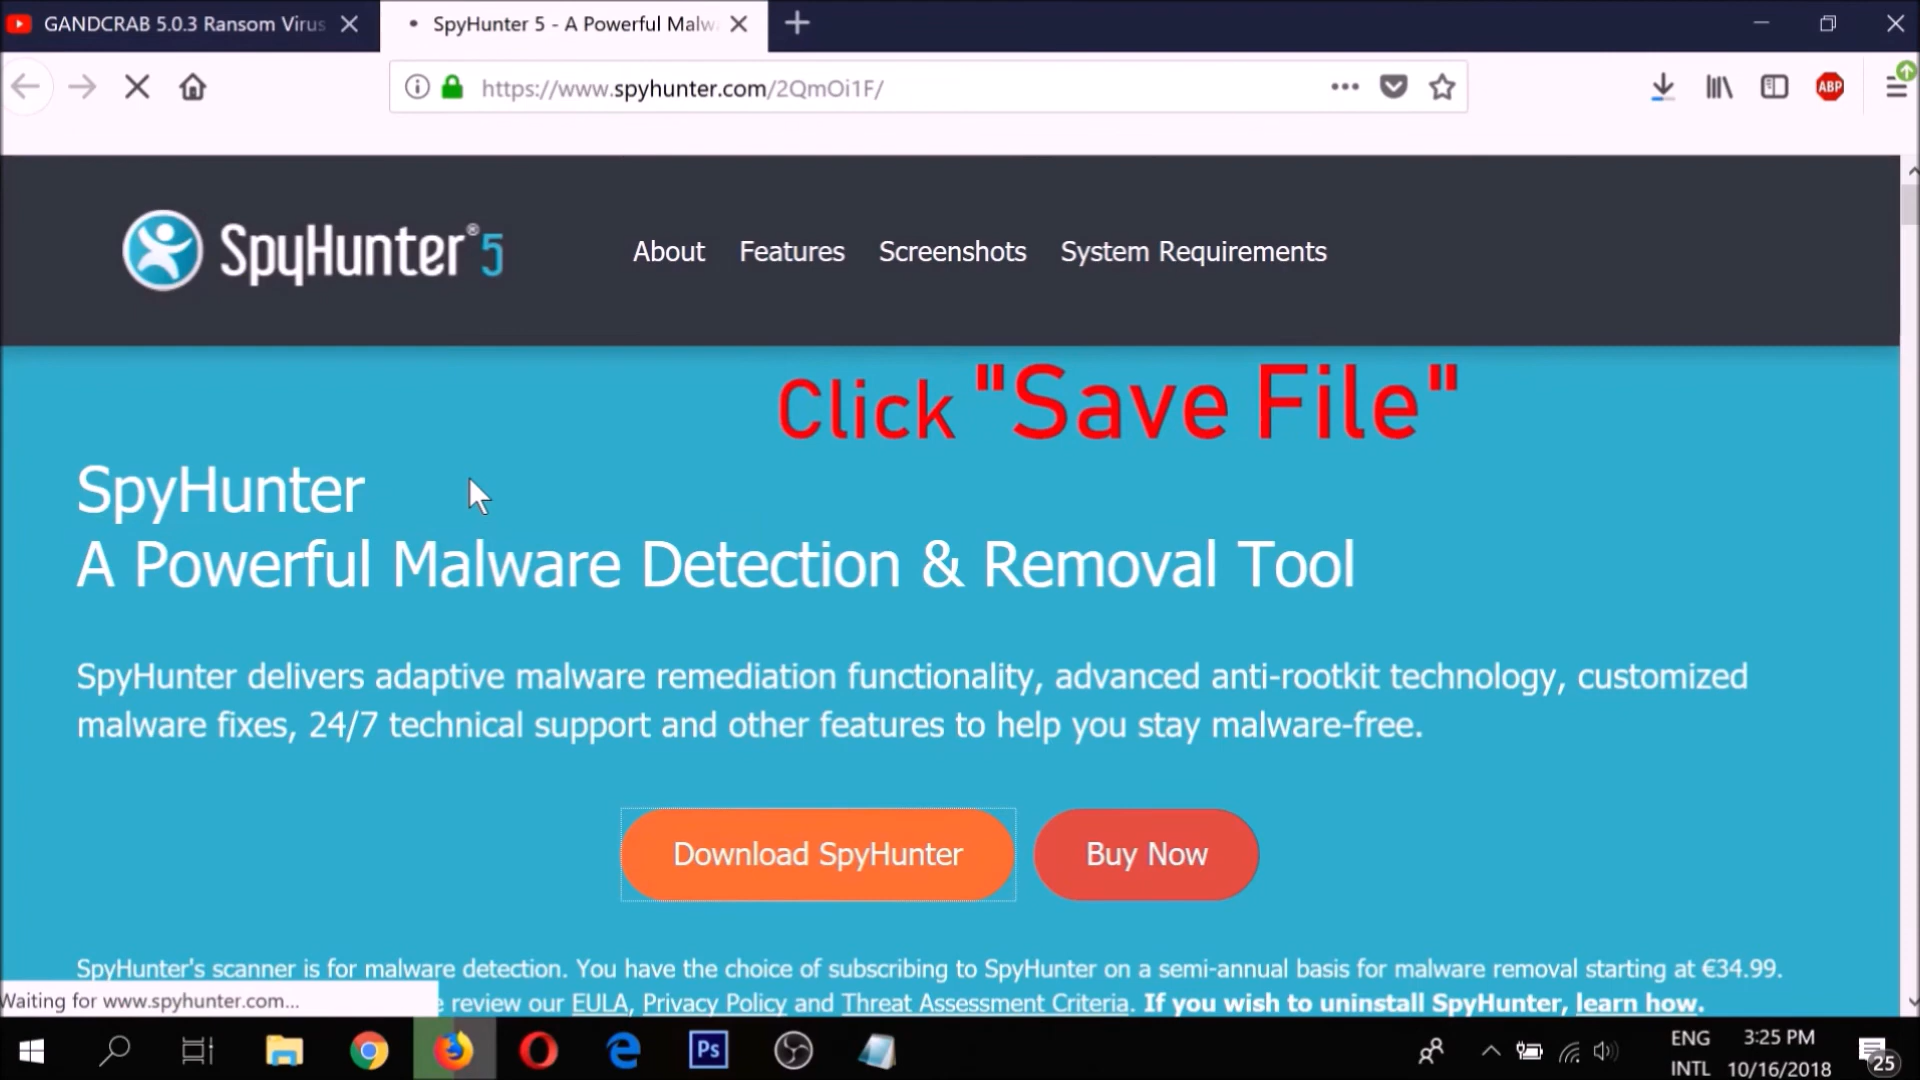 GANDCRAB 5.0.3 Ransom Virus
SpyHunter 5 - A Powerful Malw
https://www.spyhunter.com/2QmOi1F/
ABP
SpyHunter® 5
About Features Screenshots System Requirements
Click "Save File"
SpyHunter
A Powerful Malware Detection & Removal Tool
SpyHunter delivers adaptive malware remediation functionality, advanced anti-rootkit technology, customized
malware fixes, 24/7 technical support and other features to help you stay malware-free.
Download SpyHunter Buy Now
SpyHunter's scanner is for malware detection. You have the choice of subscribing to SpyHunter on a semi-annual basis for malware removal starting at €34.99.
Waiting for www.spyhunter.com...
e review our EULA, Privacy Policy and Threat Assessment Criteria. If you wish to uninstall SpyHunter, learn how.
Ps
ENG 3:25 PM
INTL 10/16/2018 25